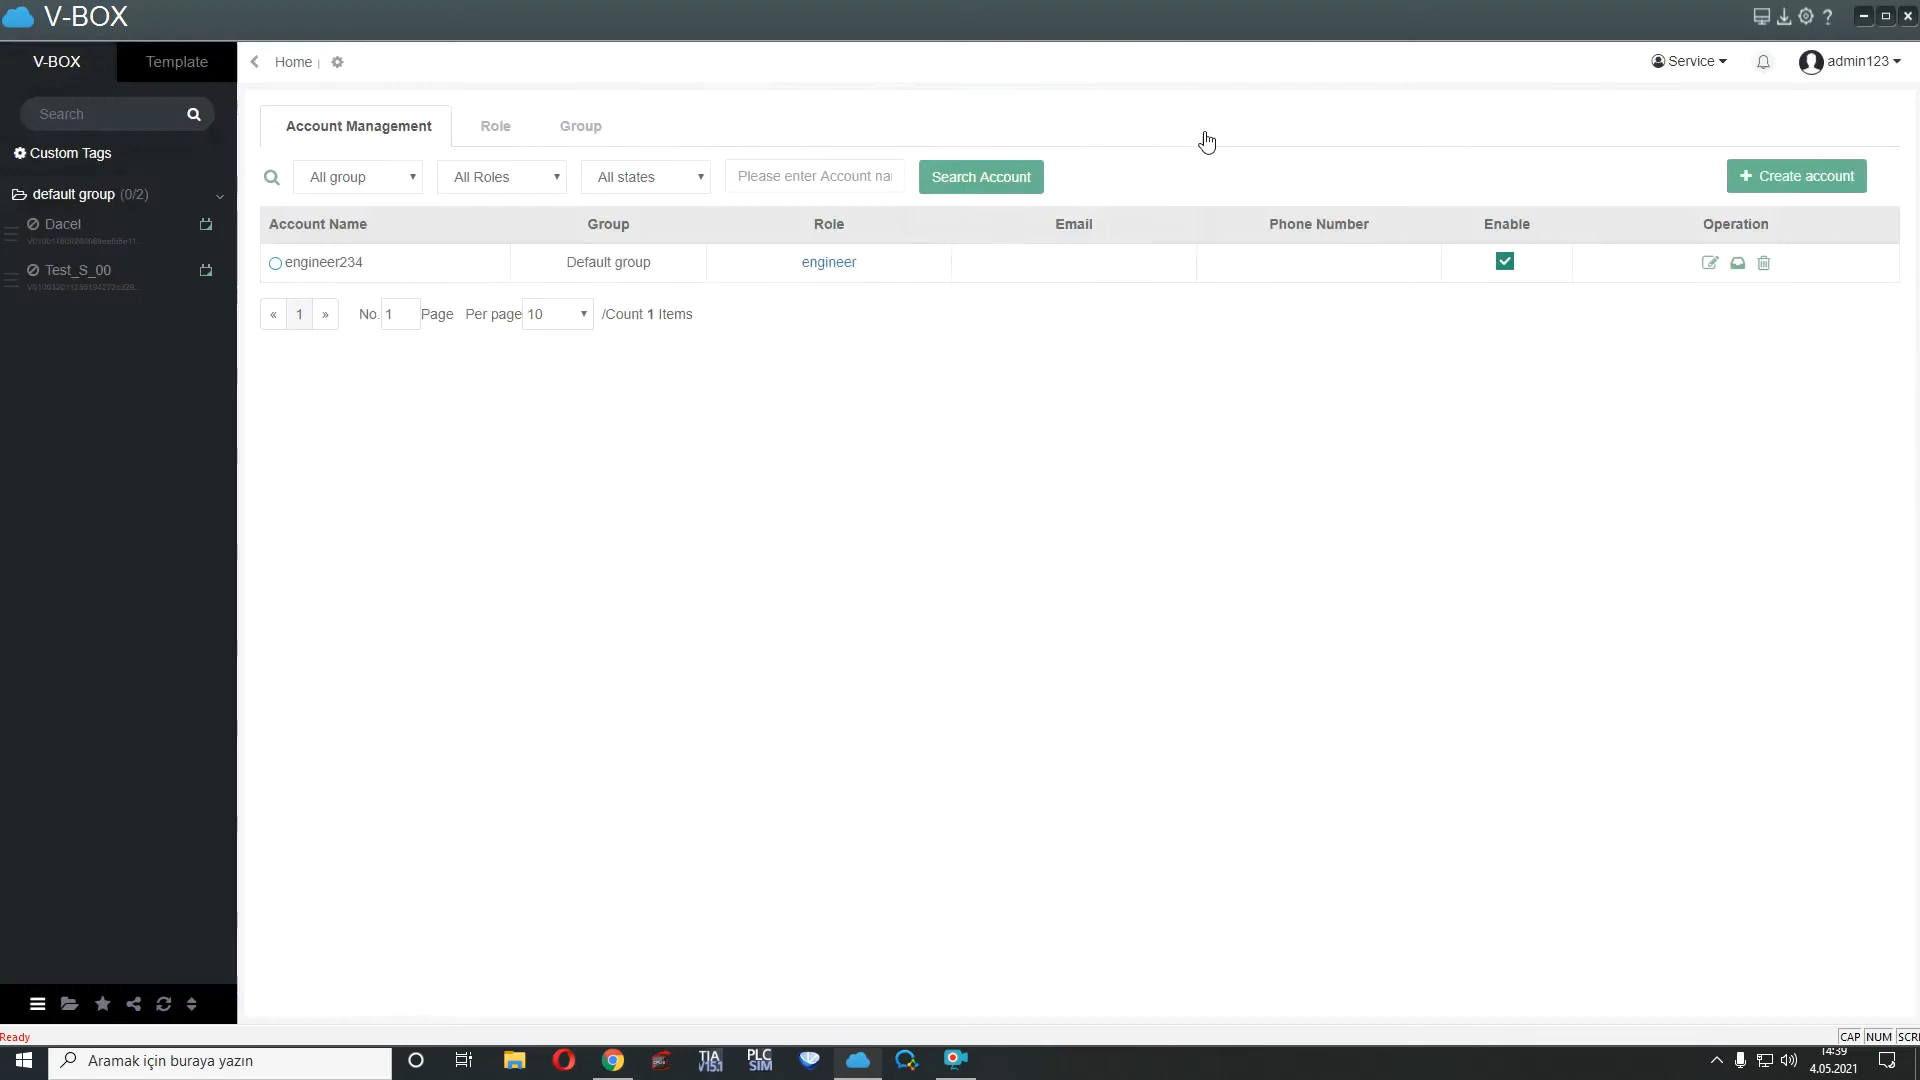 V-BOX
V-BOX
Template
Home
Service
admin123
Search
Custom Tags
default group (0/2)
Dacel
Test_S_00
Account Management
Role
Group
All group
All Roles
All states
Please enter Account nai
Search Account
+ Create account
Account Name
Group
Role
Email
Phone Number
Enable
Operation
engineer234
Default group
engineer
« 1 » No. 1 Page Per page 10 /Count 1 Items
Ready
CAP NUM SCRI
Aramak için buraya yazın
TIA V15.1
PLC SIM
14:39
4.05.2021